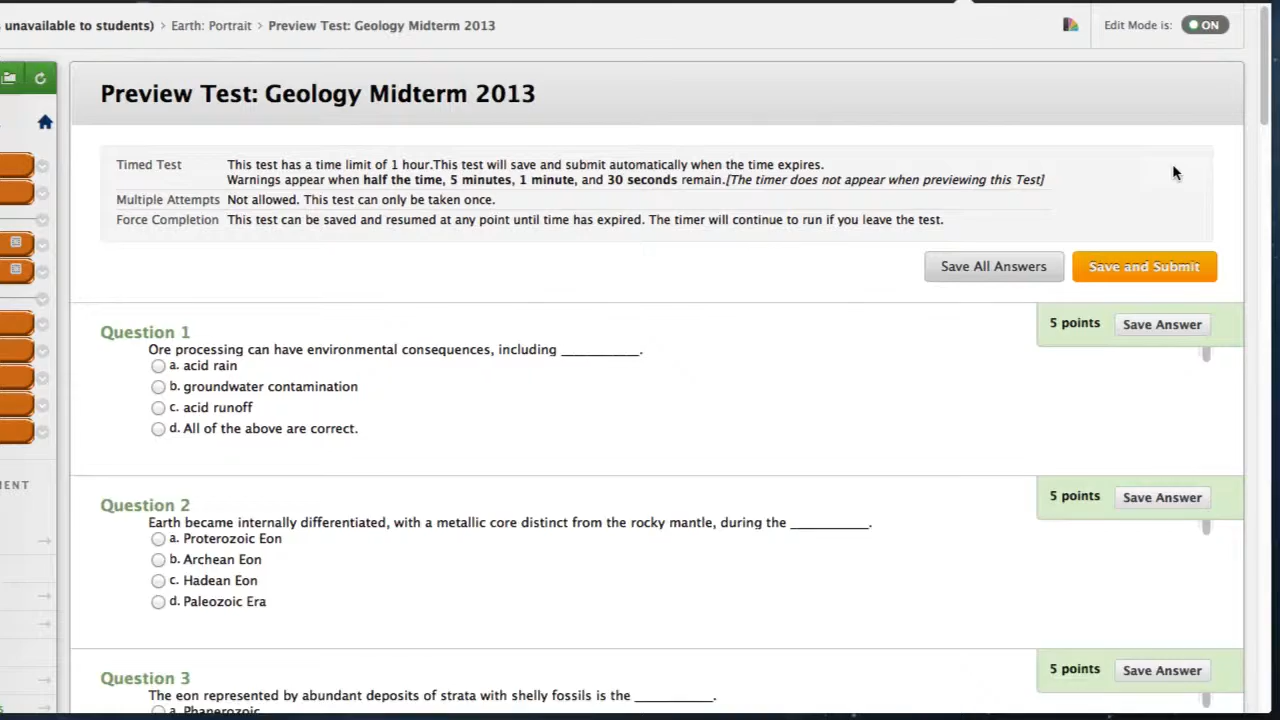 s unavailable to students) > Earth: Portrait > Preview Test: Geology Midterm 2013
Edit Mode is: ON
Preview Test: Geology Midterm 2013
Timed Test This test has a time limit of 1 hour.This test will save and submit automatically when the time expires.
Warnings appear when half the time, 5 minutes, 1 minute, and 30 seconds remain.[The timer does not appear when previewing this Test]
Multiple Attempts Not allowed. This test can only be taken once.
Force Completion This test can be saved and resumed at any point until time has expired. The timer will continue to run if you leave the test.
Save All Answers Save and Submit
Question 1
5 points Save Answer
Ore processing can have environmental consequences, including ___________.
a. acid rain
b. groundwater contamination
c. acid runoff
d. All of the above are correct.
MENT
Question 2
5 points Save Answer
Earth became internally differentiated, with a metallic core distinct from the rocky mantle, during the ___________.
a. Proterozoic Eon
b. Archean Eon
c. Hadean Eon
d. Paleozoic Era
Question 3
5 points Save Answer
The eon represented by abundant deposits of strata with shelly fossils is the ___________.
a. Phanerozoic